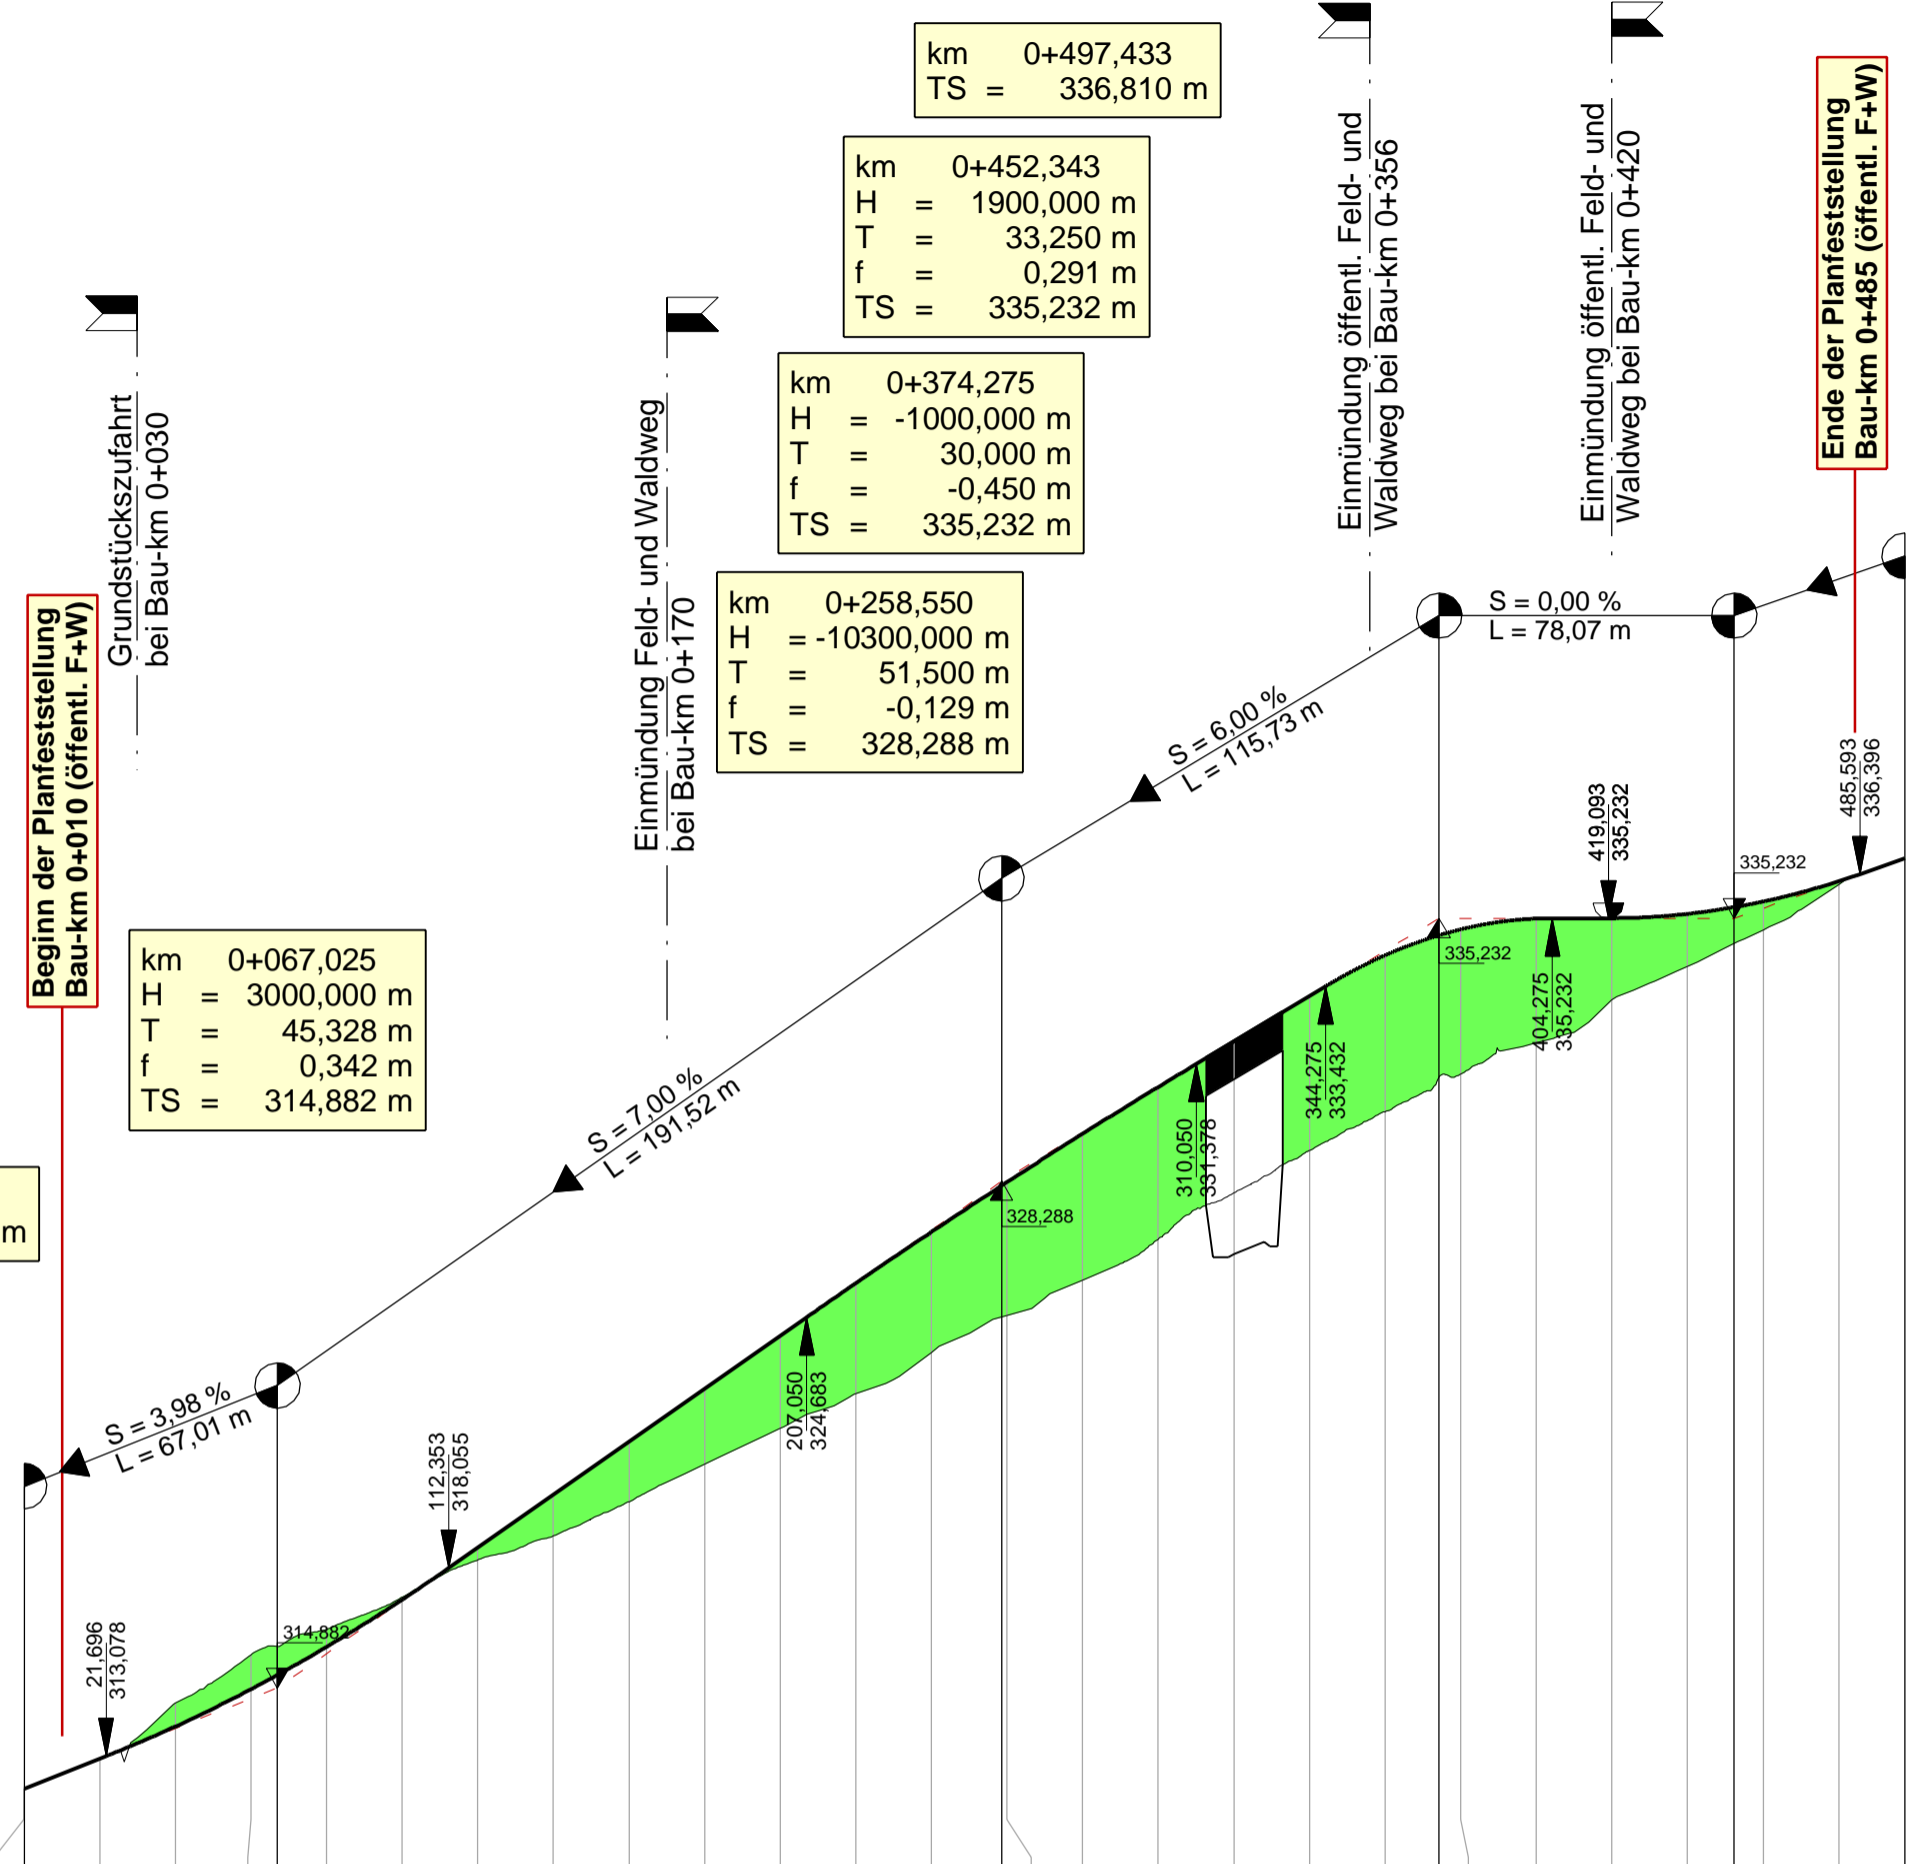 km 0+497,433
TS = 336,810 m
km 0+452,343
H = 1900,000 m
T = 33,250 m
f = 0,291 m
TS = 335,232 m
km 0+374,275
H = -1000,000 m
T = 30,000 m
f = -0,450 m
TS = 335,232 m
km 0+258,550
H = -10300,000 m
T = 51,500 m
f = -0,129 m
TS = 328,288 m
km 0+067,025
H = 3000,000 m
T = 45,328 m
f = 0,342 m
TS = 314,882 m
m
Beginn der Planfeststellung
Bau-km 0+010 (öffentl. F+W)
Grundstückszufahrt
bei Bau-km 0+030
Einmündung Feld- und Waldweg
bei Bau-km 0+170
Einmündung öffentl. Feld- und
Waldweg bei Bau-km 0+356
Einmündung öffentl. Feld- und
Waldweg bei Bau-km 0+420
Ende der Planfeststellung
Bau-km 0+485 (öffentl. F+W)
S = 3,98 %
L = 67,01 m
S = 7,00 %
L = 191,52 m
S = 6,00 %
L = 115,73 m
S = 0,00 %
L = 78,07 m
21,696
313,078
314,882
112,353
318,055
207,050
324,683
328,288
310,050
331,378
344,275
333,432
335,232
404,275
335,232
419,093
335,232
335,232
485,593
336,396